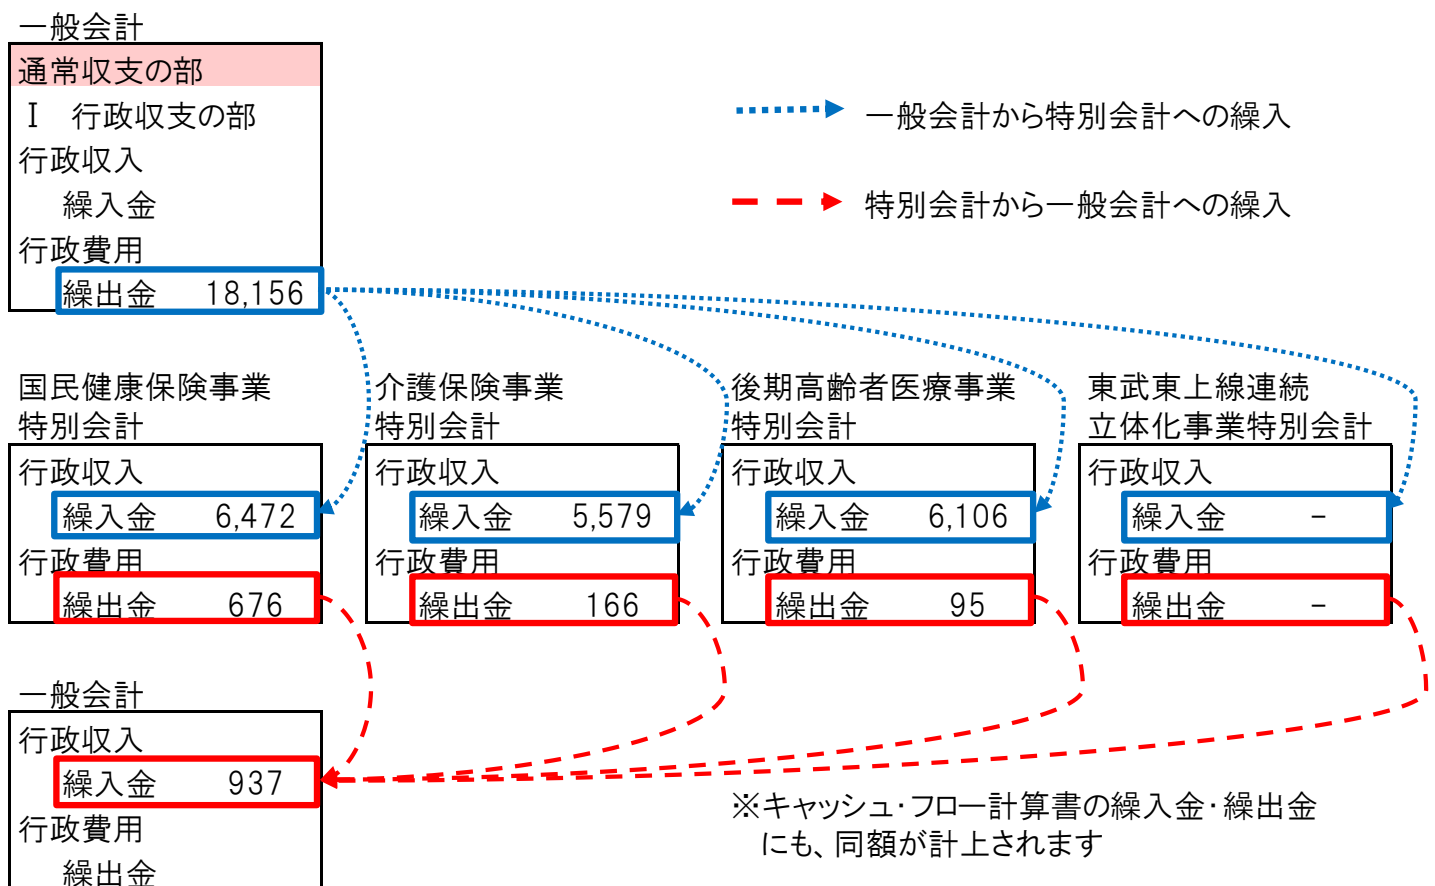 一般会計
通常収支の部
Ⅰ 行政収支の部
行政収入
繰入金
行政費用
繰出金 18,156
一般会計から特別会計への繰入
特別会計から一般会計への繰入
国民健康保険事業
特別会計
行政収入
繰入金 6,472
行政費用
繰出金 676
介護保険事業
特別会計
行政収入
繰入金 5,579
行政費用
繰出金 166
後期高齢者医療事業
特別会計
行政収入
繰入金 6,106
行政費用
繰出金 95
東武東上線連続
立体化事業特別会計
行政収入
繰入金 －
行政費用
繰出金 －
一般会計
行政収入
繰入金 937
行政費用
繰出金
※キャッシュ・フロー計算書の繰入金・繰出金
にも、同額が計上されます